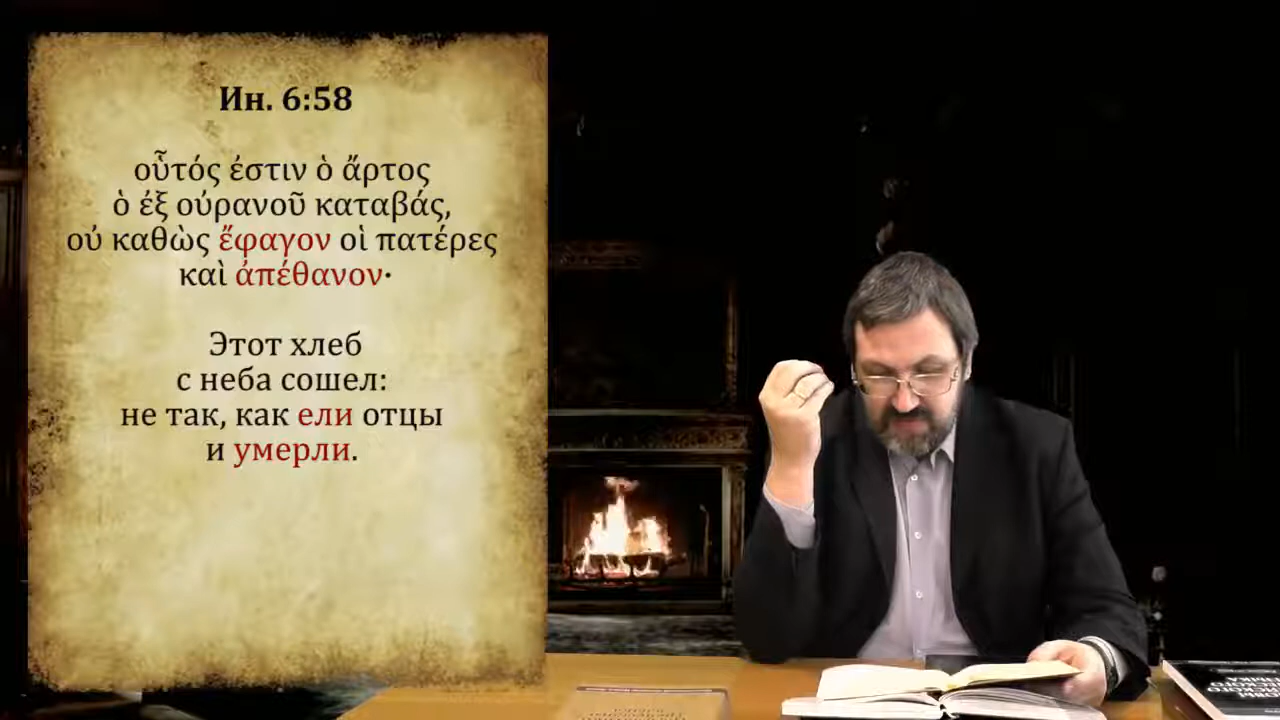 Ин. 6:58
οὗτός ἐστιν ὁ ἄρτος
ὁ ἐξ οὐρανοῦ καταβάς,
οὐ καθὼς ἔφαγον οἱ πατέρες
καὶ ἀπέθανον·
Этот хлеб
с неба сошел:
не так, как ели отцы
и умерли.